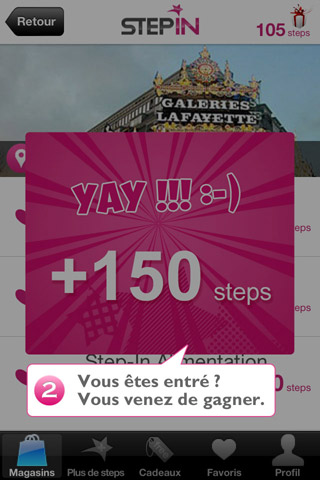 Retour
STEPIN
105 steps
GALERIES
LAFAYETTE
YAY !!! :-)
+150 steps
steps
steps
Step-In Alimentation
0 steps
2 Vous êtes entré ?
Vous venez de gagner.
Magasins Plus de steps Cadeaux Favoris Profil